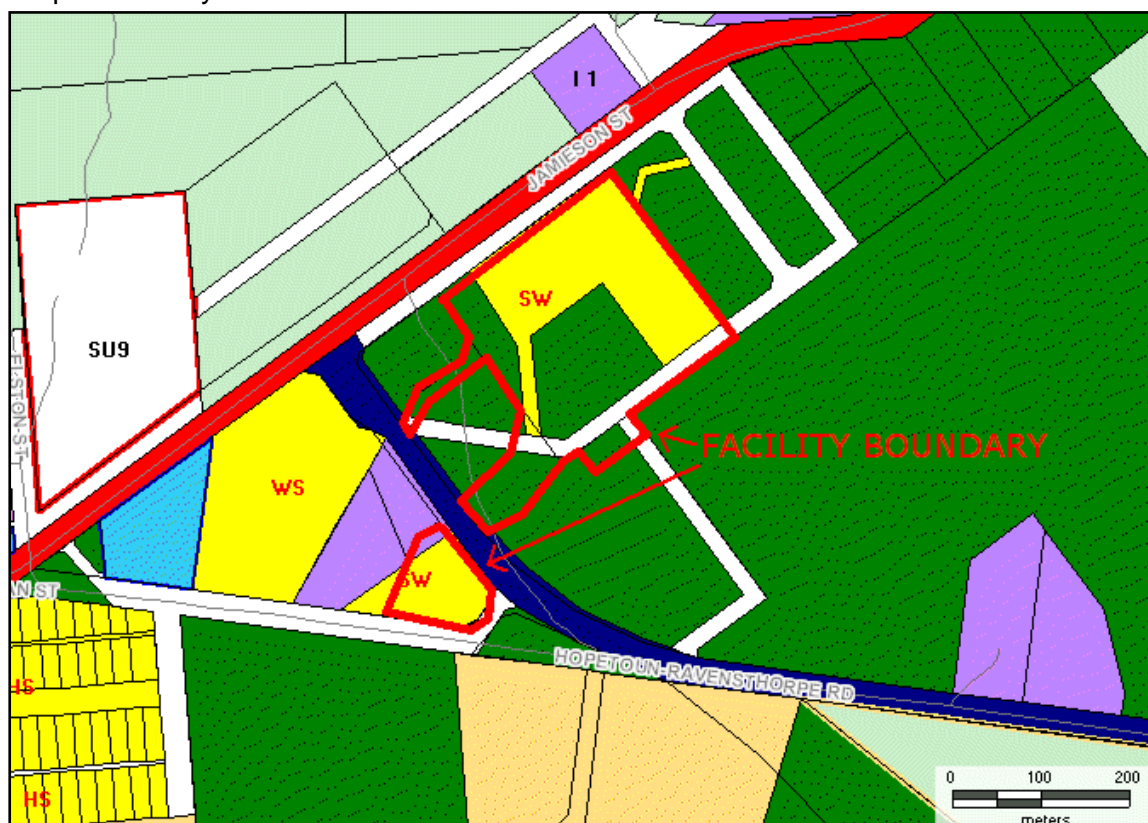 I 1
JAMIESON ST
SW
SU9
ELSTON ST
FACILITY BOUNDARY
WS
SW
AN ST
HOPETOUN-RAVENSTHORPE RD
HS
HS
0 100 200
meters